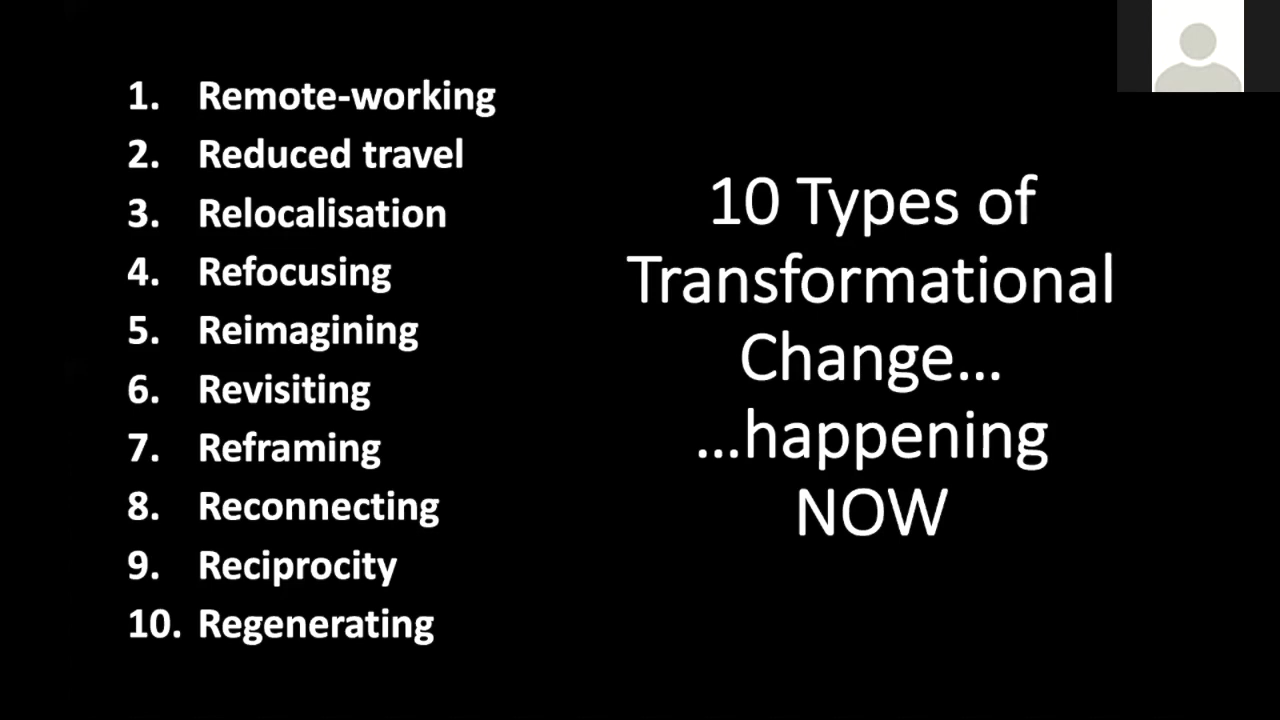 1. Remote-working
2. Reduced travel
3. Relocalisation
4. Refocusing
5. Reimagining
6. Revisiting
7. Reframing
8. Reconnecting
9. Reciprocity
10. Regenerating
10 Types of
Transformational
Change...
...happening
NOW